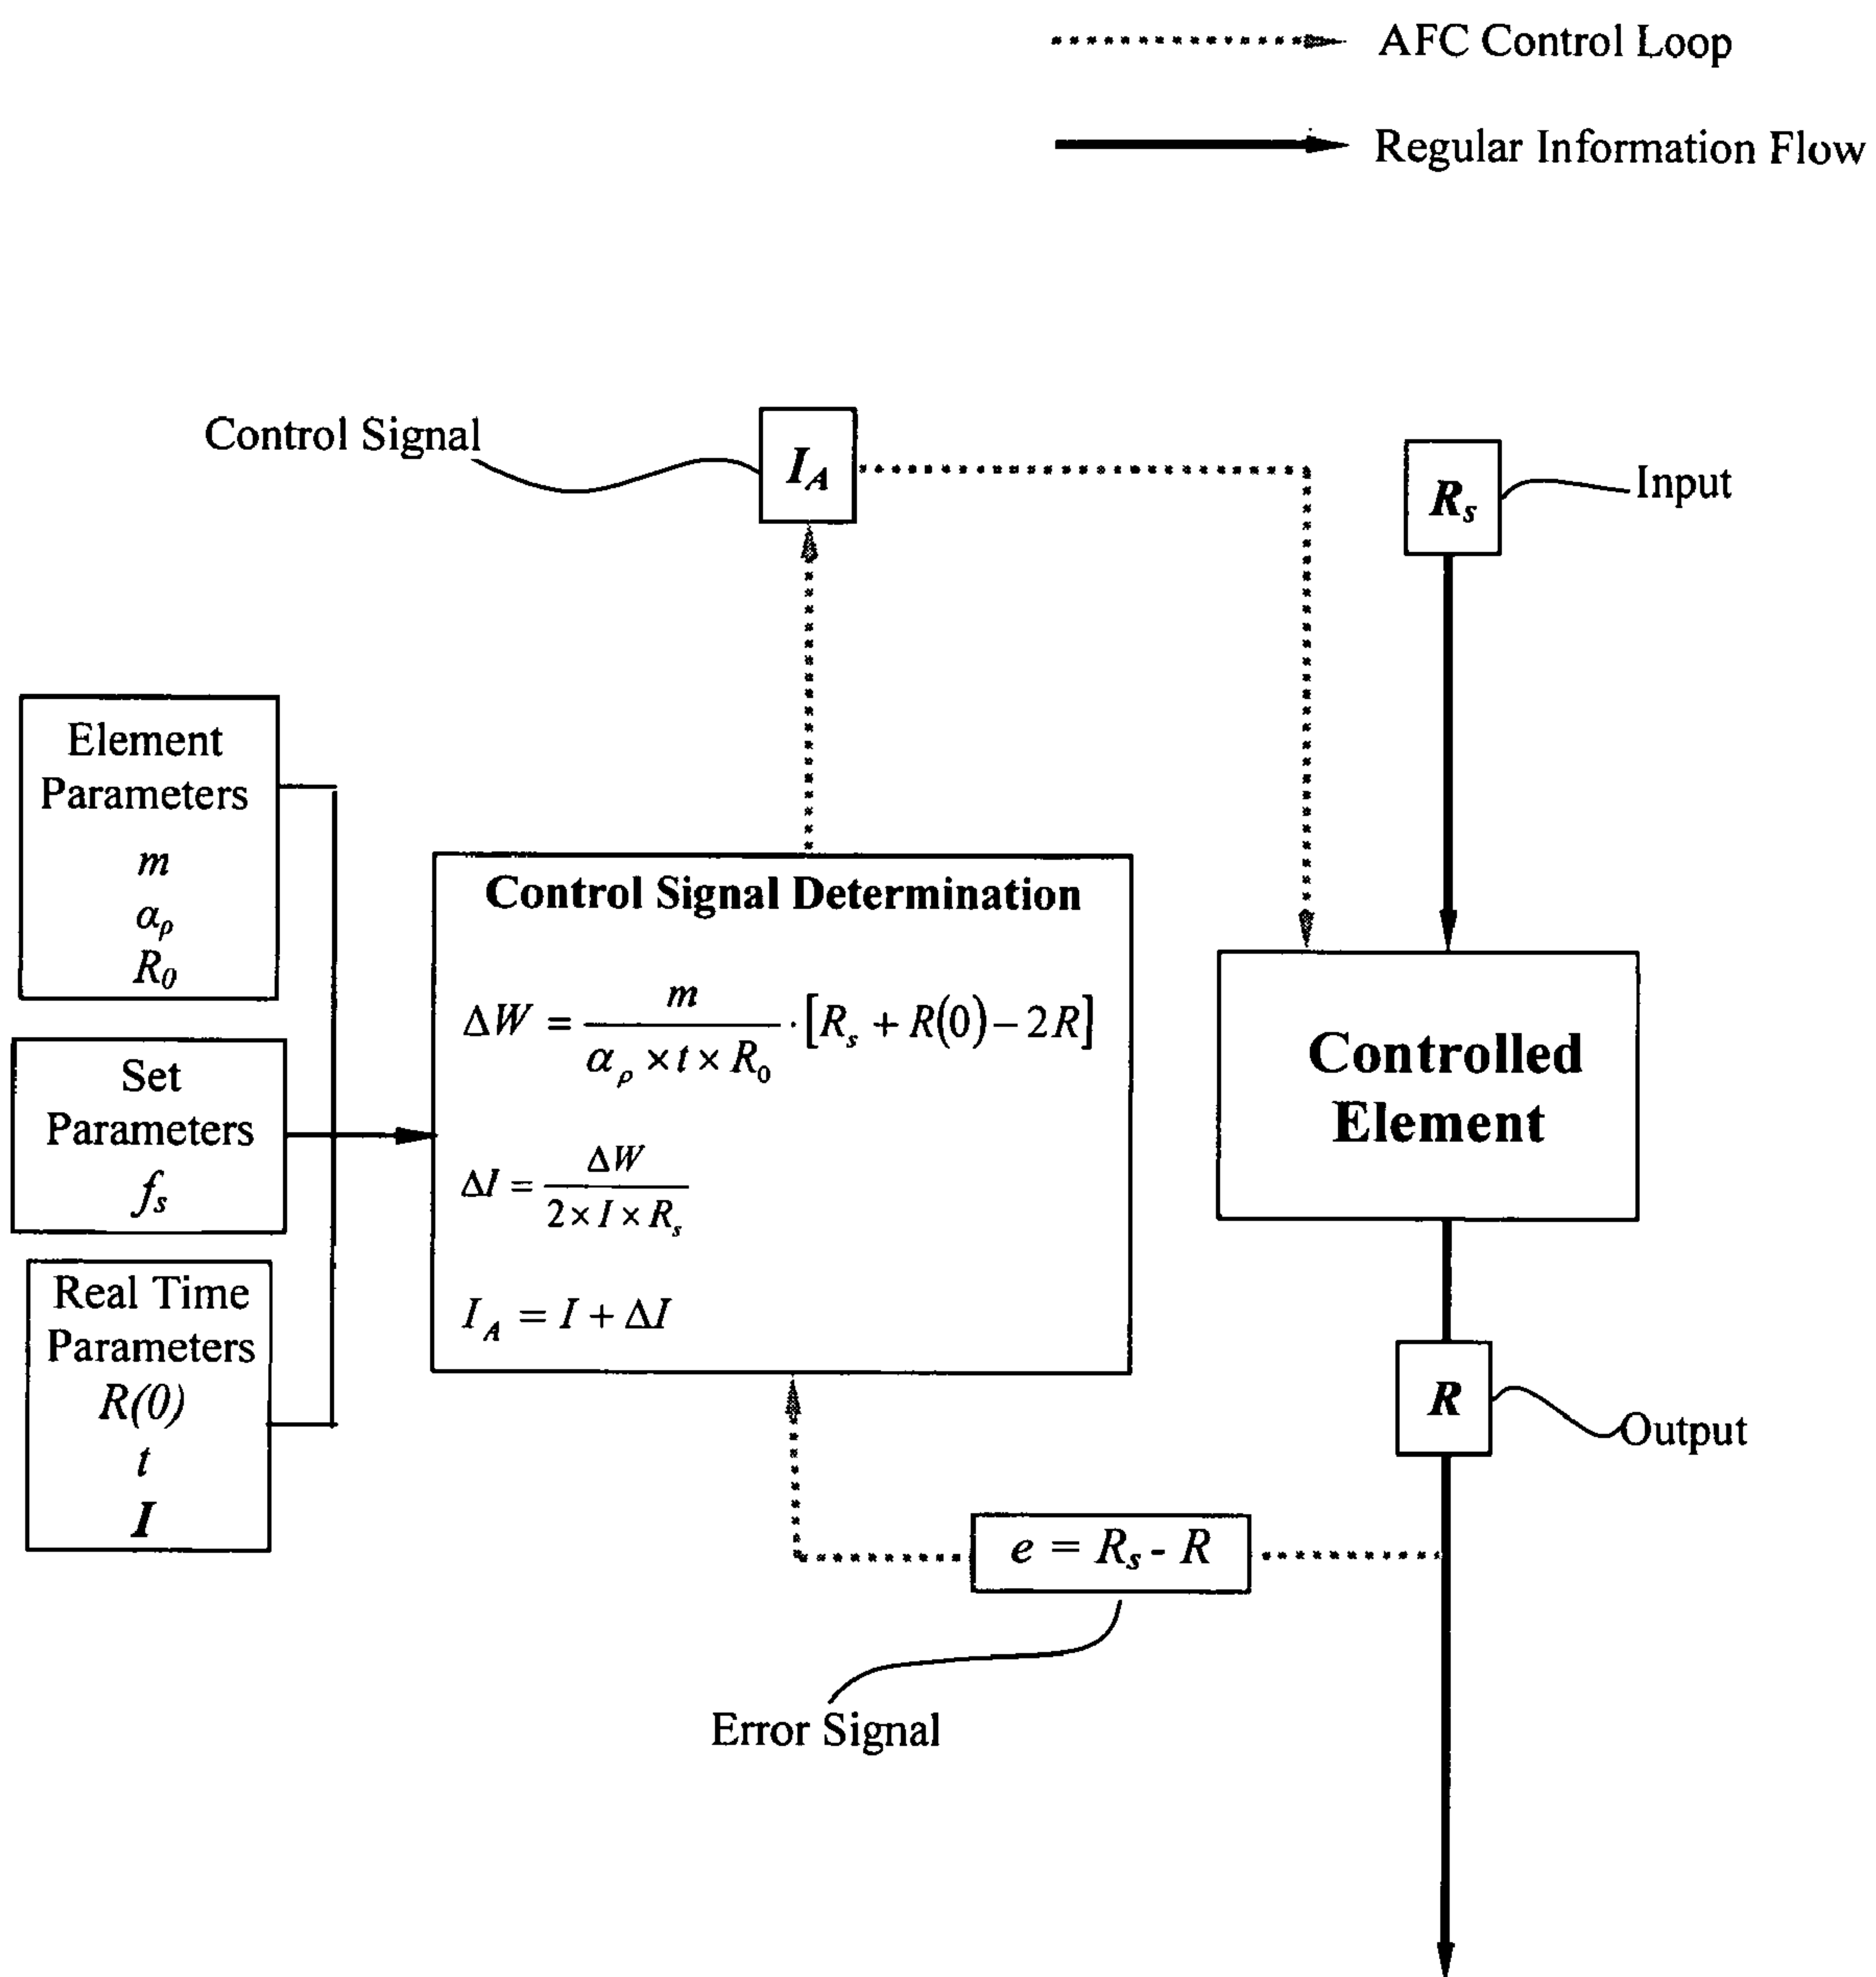 AFC Control Loop
Regular Information Flow
Control Signal
I_A
R_s
Input
Element
Parameters
m
α_ρ
R_0
Set
Parameters
f_s
Real Time
Parameters
R(0)
t
I
Control Signal Determination
ΔW = m / (α_ρ × t × R_0) · [R_s + R(0) − 2R]
ΔI = ΔW / (2 × I × R_s)
I_A = I + ΔI
Controlled
Element
R
Output
e = R_s - R
Error Signal